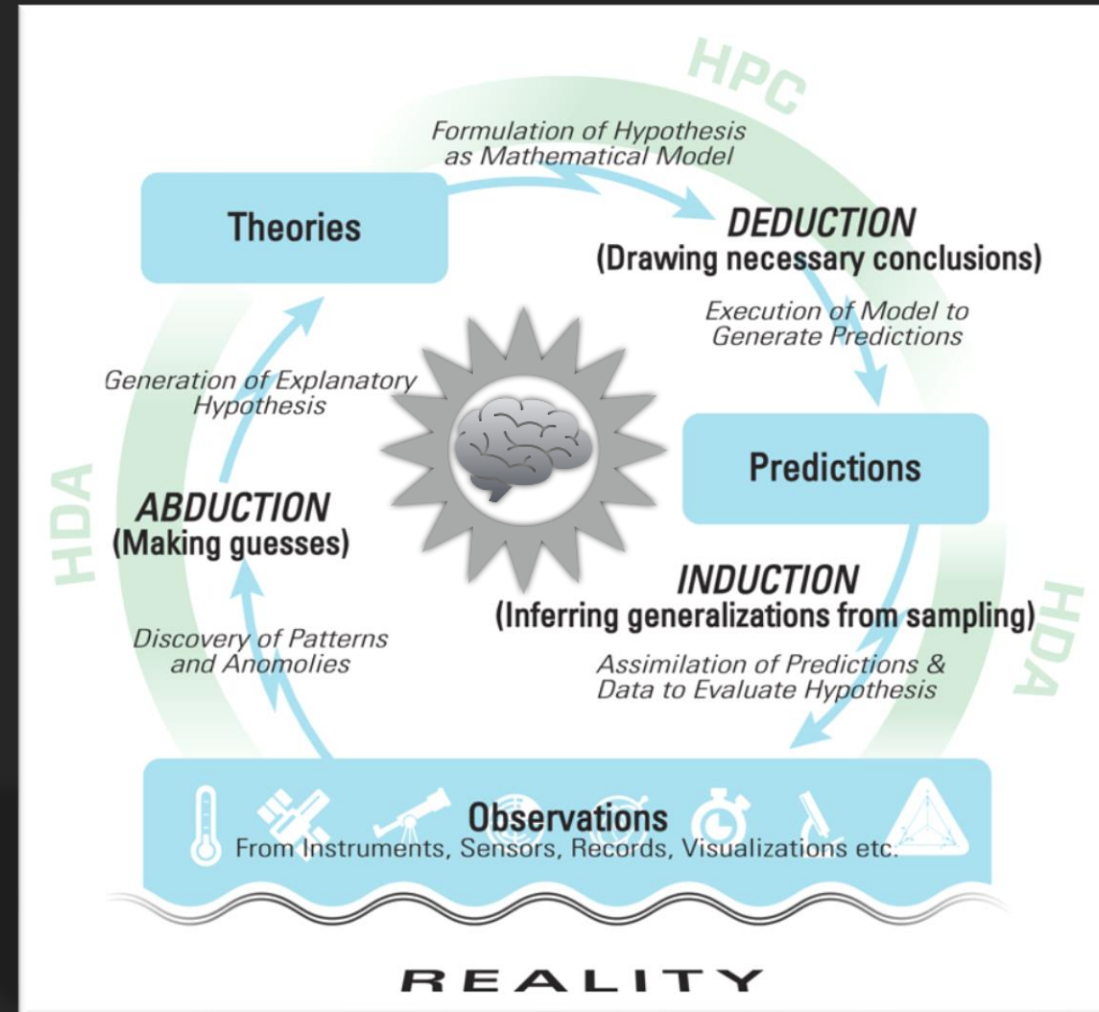 HPC
Formulation of Hypothesis
as Mathematical Model
Theories
DEDUCTION
(Drawing necessary conclusions)
Execution of Model to
Generate Predictions
Generation of Explanatory
Hypothesis
Predictions
HDA
ABDUCTION
(Making guesses)
INDUCTION
(Inferring generalizations from sampling)
HDA
Discovery of Patterns
and Anomolies
Assimilation of Predictions &
Data to Evaluate Hypothesis
Observations
From Instruments, Sensors, Records, Visualizations etc.
REALITY